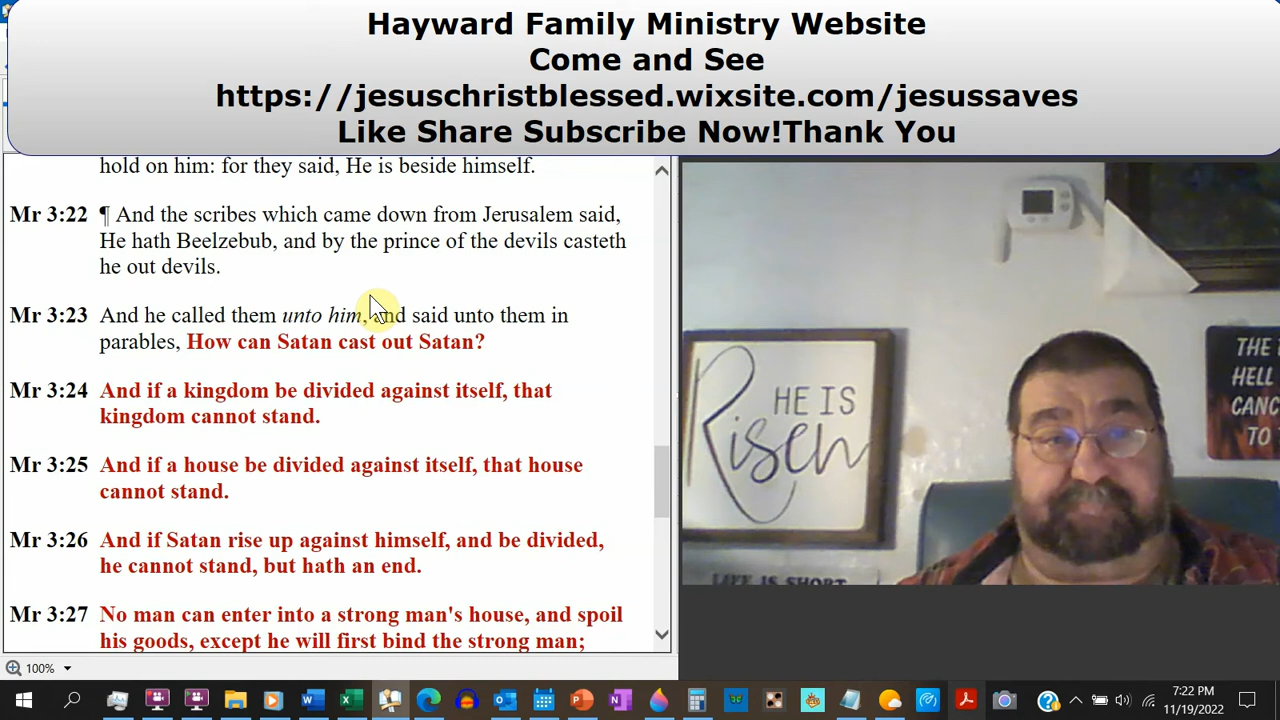 Hayward Family Ministry Website
Come and See
https://jesuschristblessed.wixsite.com/jesussaves
Like Share Subscribe Now!Thank You
hold on him: for they said, He is beside himself.
Mr 3:22 ¶ And the scribes which came down from Jerusalem said,
He hath Beelzebub, and by the prince of the devils casteth
he out devils.
Mr 3:23 And he called them unto him, and said unto them in
parables, How can Satan cast out Satan?
Mr 3:24 And if a kingdom be divided against itself, that
kingdom cannot stand.
Mr 3:25 And if a house be divided against itself, that house
cannot stand.
Mr 3:26 And if Satan rise up against himself, and be divided,
he cannot stand, but hath an end.
Mr 3:27 No man can enter into a strong man's house, and spoil
his goods, except he will first bind the strong man;
HE IS
Risen
THE
HELL
TO
LIFE IS SHORT
100%
7:22 PM
11/19/2022